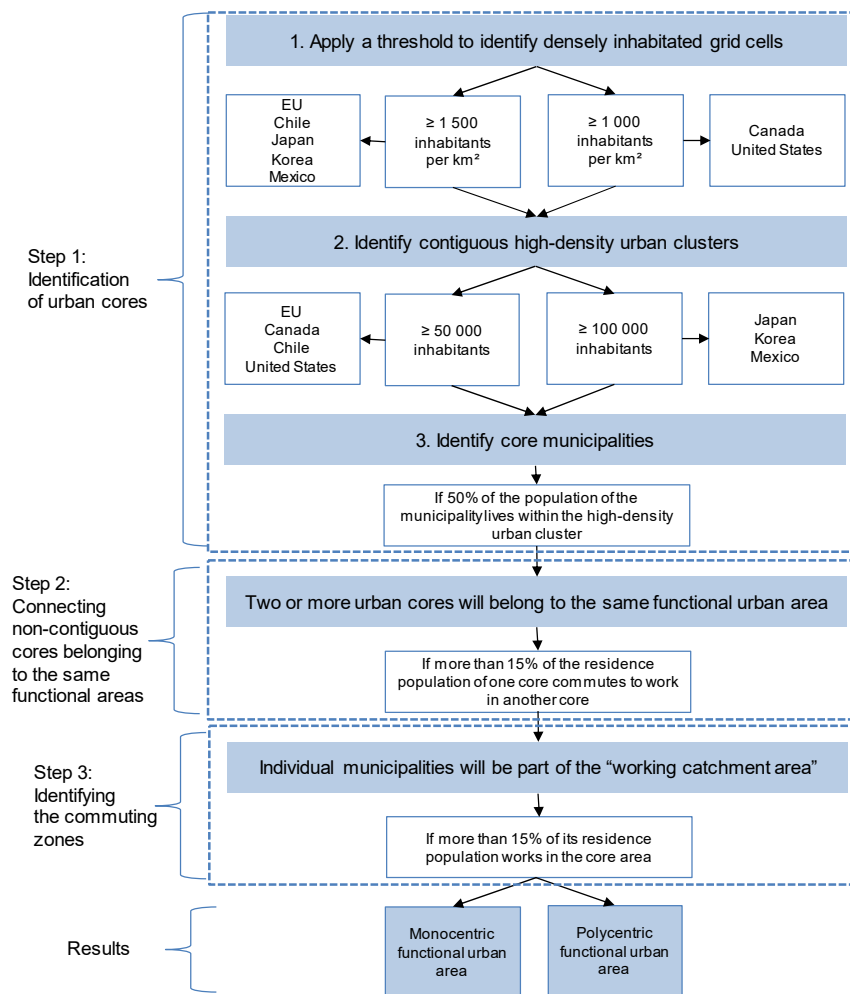 1. Apply a threshold to identify densely inhabitated grid cells
EU
Chile
Japan
Korea
Mexico
≥ 1 500
inhabitants
per km²
≥ 1 000
inhabitants
per km²
Canada
United States
2. Identify contiguous high-density urban clusters
Step 1:
Identification
of urban cores
EU
Canada
Chile
United States
≥ 50 000
inhabitants
≥ 100 000
inhabitants
Japan
Korea
Mexico
3. Identify core municipalities
If 50% of the population of the
municipalitylives within the high-density
urban cluster
Step 2:
Connecting
non-contiguous
cores belonging
to the same
functional areas
Two or more urban cores will belong to the same functional urban area
If more than 15% of the residence
population of one core commutes to work
in another core
Step 3:
Identifying
the commuting
zones
Individual municipalities will be part of the “working catchment area”
If more than 15% of its residence
population works in the core area
Results
Monocentric
functional urban
area
Polycentric
functional urban
area